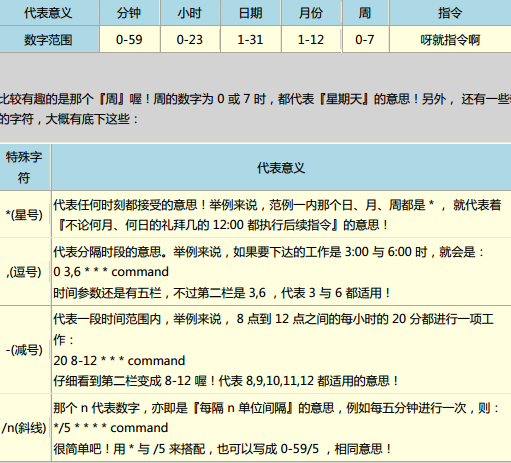 代表意义 分钟 小时 日期 月份 周 指令
数字范围 0-59 0-23 1-31 1-12 0-7 呀就指令啊
比较有趣的是那个『周』喔！周的数字为 0 或 7 时，都代表『星期天』的意思！另外， 还有一些
的字符，大概有底下这些：
特殊字符 代表意义
*(星号) 代表任何时刻都接受的意思！举例来说，范例一内那个日、月、周都是 * ， 就代表着
『不论何月、何日的礼拜几的 12:00 都执行后续指令』的意思！
,(逗号) 代表分隔时段的意思。举例来说，如果要下达的工作是 3:00 与 6:00 时，就会是：
0 3,6 * * * command
时间参数还是有五栏，不过第二栏是 3,6 ，代表 3 与 6 都适用！
-(减号) 代表一段时间范围内，举例来说， 8 点到 12 点之间的每小时的 20 分都进行一项工
作：
20 8-12 * * * command
仔细看到第二栏变成 8-12 喔！代表 8,9,10,11,12 都适用的意思！
/n(斜线) 那个 n 代表数字，亦即是『每隔 n 单位间隔』的意思，例如每五分钟进行一次，则：
*/5 * * * * command
很简单吧！用 * 与 /5 来搭配，也可以写成 0-59/5 ，相同意思！